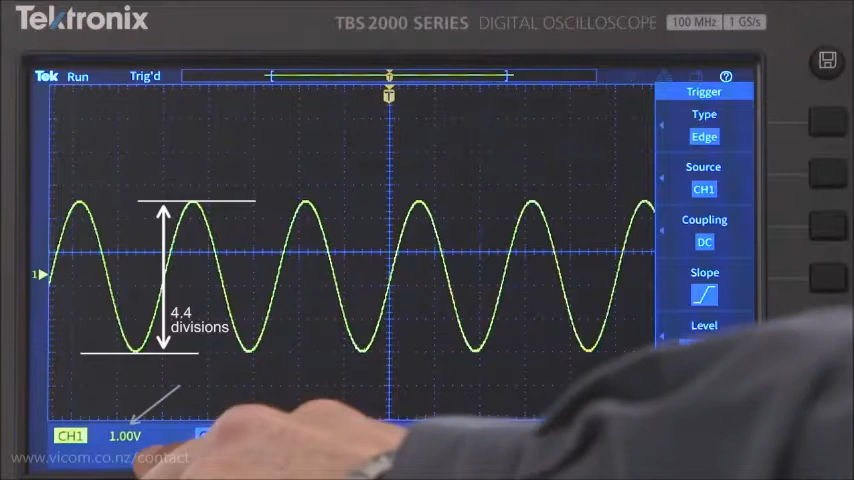 Tektronix
TBS 2000 SERIES DIGITAL OSCILLOSCOPE 100 MHz 1 GS/s
Tek Run Trig'd
T
T
?
Trigger
Type
Edge
Source
CH1
Coupling
DC
Slope
Level
1
4.4
divisions
CH1 1.00V
www.vicom.co.nz/contact